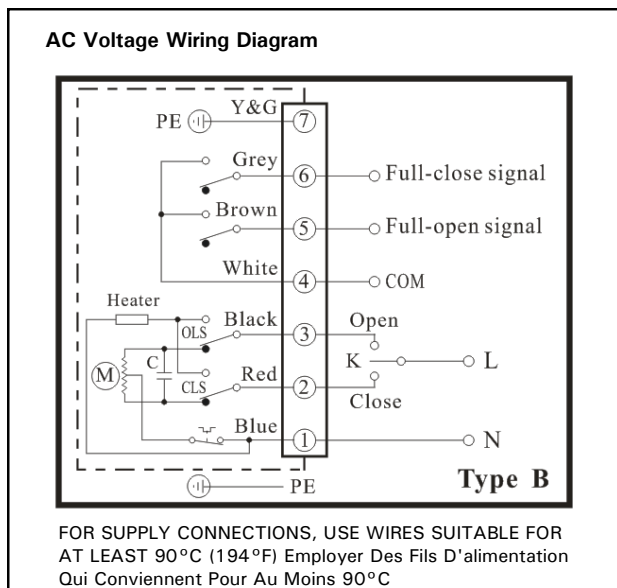 AC Voltage Wiring Diagram
Y&G
PE
7
Grey
6
Full-close signal
Brown
5
Full-open signal
White
4
COM
Heater
OLS
Black
3
Open
M
C
K
L
CLS
Red
2
Close
Blue
1
N
PE
Type B
FOR SUPPLY CONNECTIONS, USE WIRES SUITABLE FOR
AT LEAST 90°C (194°F) Employer Des Fils D'alimentation
Qui Conviennent Pour Au Moins 90°C